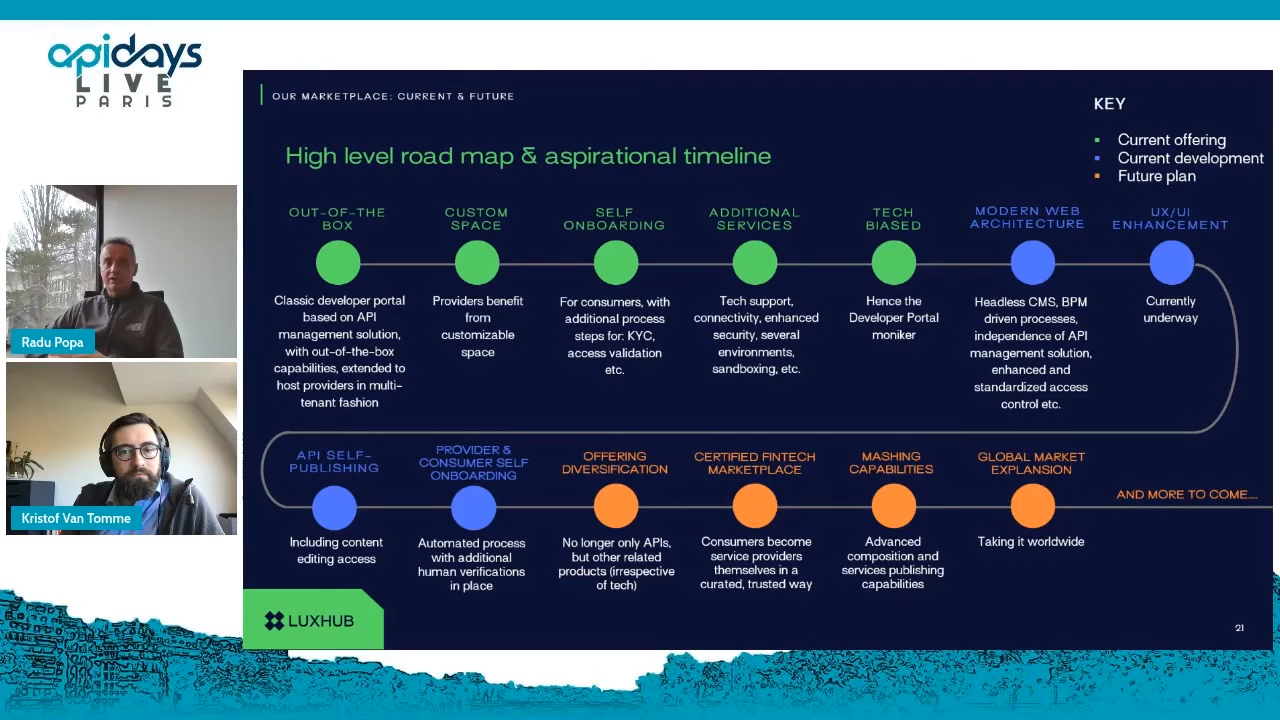 apidays
LIVE
PARIS
OUR MARKETPLACE: CURRENT & FUTURE
KEY
Current offering
Current development
Future plan
High level road map & aspirational timeline
OUT-OF-THE
BOX
Classic developer portal
based on API
management solution,
with out-of-the-box
capabilities, extended to
host providers in multi-
tenant fashion
CUSTOM
SPACE
Providers benefit
from
customizable
space
SELF
ONBOARDING
For consumers, with
additional process
steps for: KYC,
access validation
etc.
ADDITIONAL
SERVICES
Tech support,
connectivity, enhanced
security, several
environments,
sandboxing, etc.
TECH
BIASED
Hence the
Developer Portal
moniker
MODERN WEB
ARCHITECTURE
Headless CMS, BPM
driven processes,
independence of API
management solution,
enhanced and
standardized access
control etc.
UX/UI
ENHANCEMENT
Currently
underway
API SELF-
PUBLISHING
Including content
editing access
PROVIDER &
CONSUMER SELF
ONBOARDING
Automated process
with additional
human verifications
in place
OFFERING
DIVERSIFICATION
No longer only APIs,
but other related
products (irrespective
of tech)
CERTIFIED FINTECH
MARKETPLACE
Consumers become
service providers
themselves in a
curated, trusted way
MASHING
CAPABILITIES
Advanced
composition and
services publishing
capabilities
GLOBAL MARKET
EXPLANSION
Taking it worldwide
AND MORE TO COME....
LUXHUB
21
Radu Popa
Kristof Van Tomme